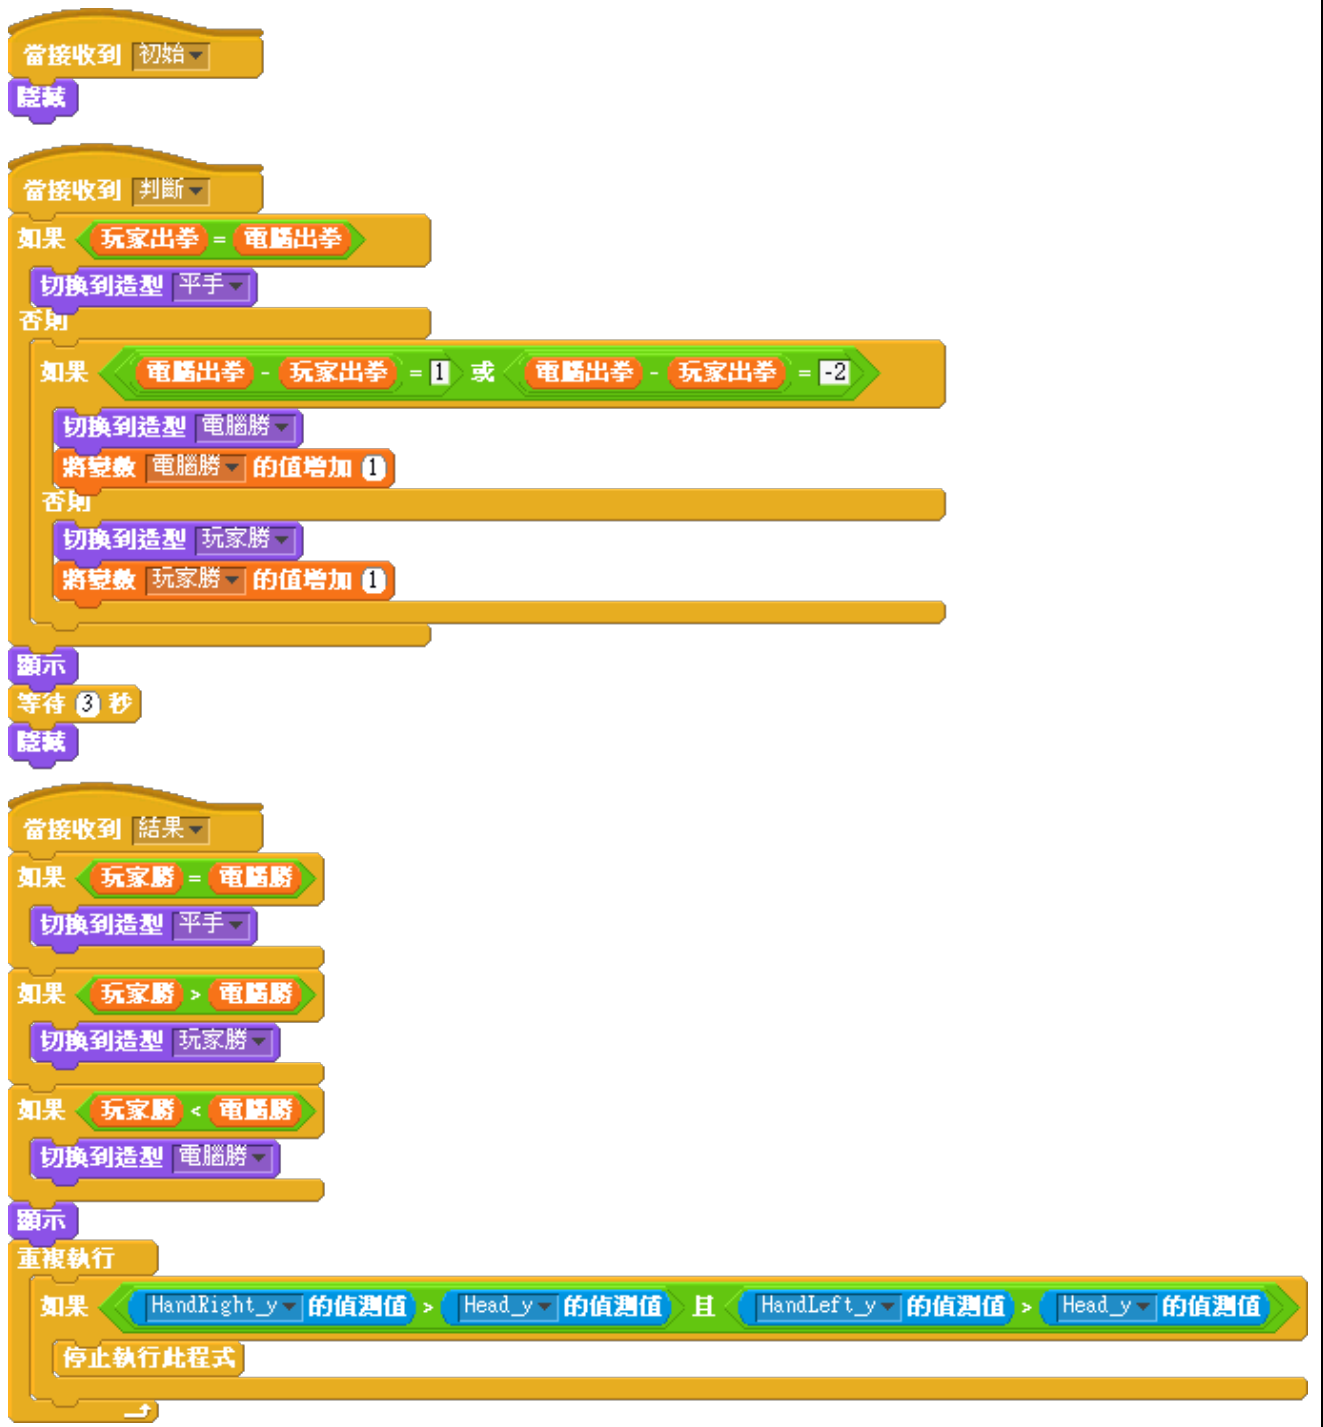 當接收到 初始
隱藏
當接收到 判斷
如果 玩家出拳 = 電腦出拳
切換到造型 平手
否則
如果 電腦出拳 - 玩家出拳 = 1 或 電腦出拳 - 玩家出拳 = -2
切換到造型 電腦勝
將變數 電腦勝 的值增加 1
否則
切換到造型 玩家勝
將變數 玩家勝 的值增加 1
顯示
等待 3 秒
隱藏
當接收到 結果
如果 玩家勝 = 電腦勝
切換到造型 平手
如果 玩家勝 > 電腦勝
切換到造型 玩家勝
如果 玩家勝 < 電腦勝
切換到造型 電腦勝
顯示
重複執行
如果 HandRight_y 的偵測值 > Head_y 的偵測值 且 HandLeft_y 的偵測值 > Head_y 的偵測值
停止執行此程式